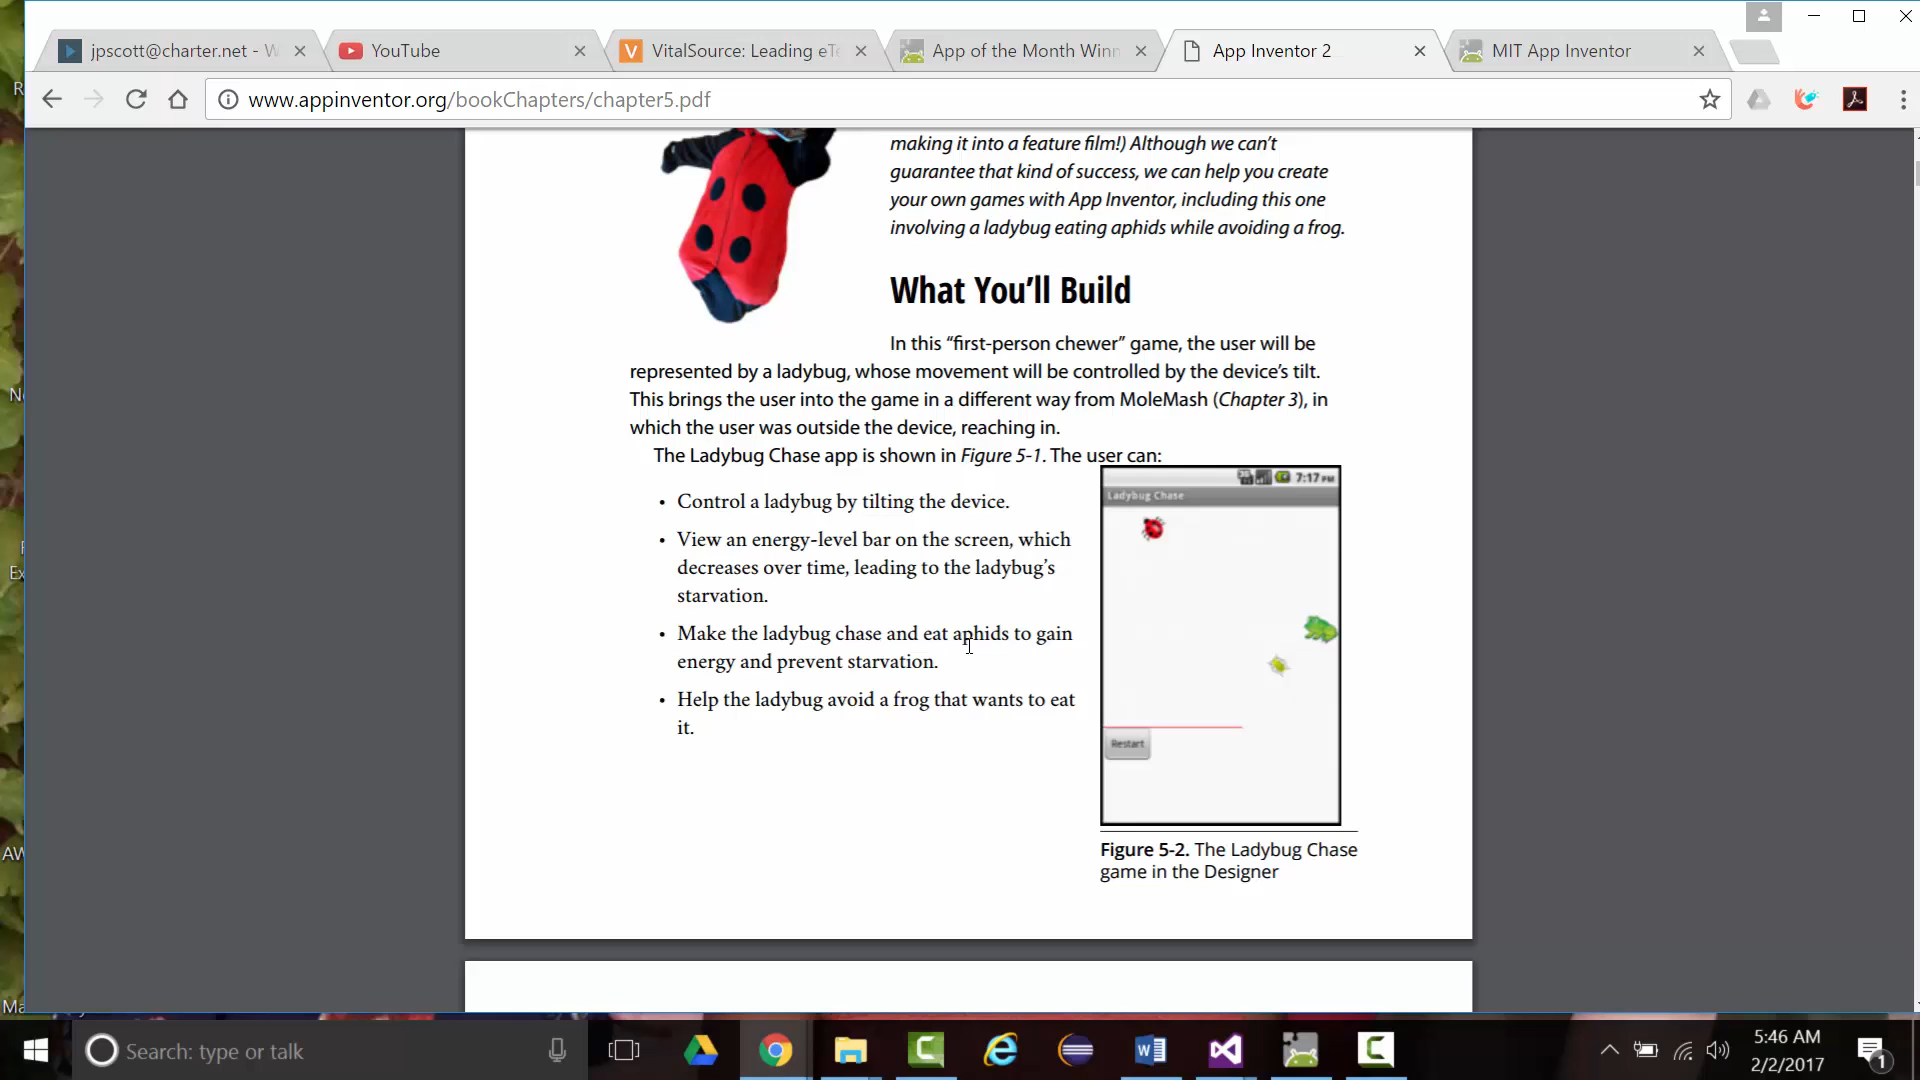 jpscott@charter.net - W
YouTube
VitalSource: Leading eTe
App of the Month Winn
App Inventor 2
MIT App Inventor
www.appinventor.org/bookChapters/chapter5.pdf
making it into a feature film!) Although we can't
guarantee that kind of success, we can help you create
your own games with App Inventor, including this one
involving a ladybug eating aphids while avoiding a frog.
What You'll Build
In this “first-person chewer” game, the user will be
represented by a ladybug, whose movement will be controlled by the device's tilt.
This brings the user into the game in a different way from MoleMash (Chapter 3), in
which the user was outside the device, reaching in.
The Ladybug Chase app is shown in Figure 5-1. The user can:
• Control a ladybug by tilting the device.
• View an energy-level bar on the screen, which
decreases over time, leading to the ladybug's
starvation.
• Make the ladybug chase and eat aphids to gain
energy and prevent starvation.
• Help the ladybug avoid a frog that wants to eat
it.
7:17 PM
Ladybug Chase
Restart
Figure 5-2. The Ladybug Chase
game in the Designer
Search: type or talk
5:46 AM
2/2/2017
1